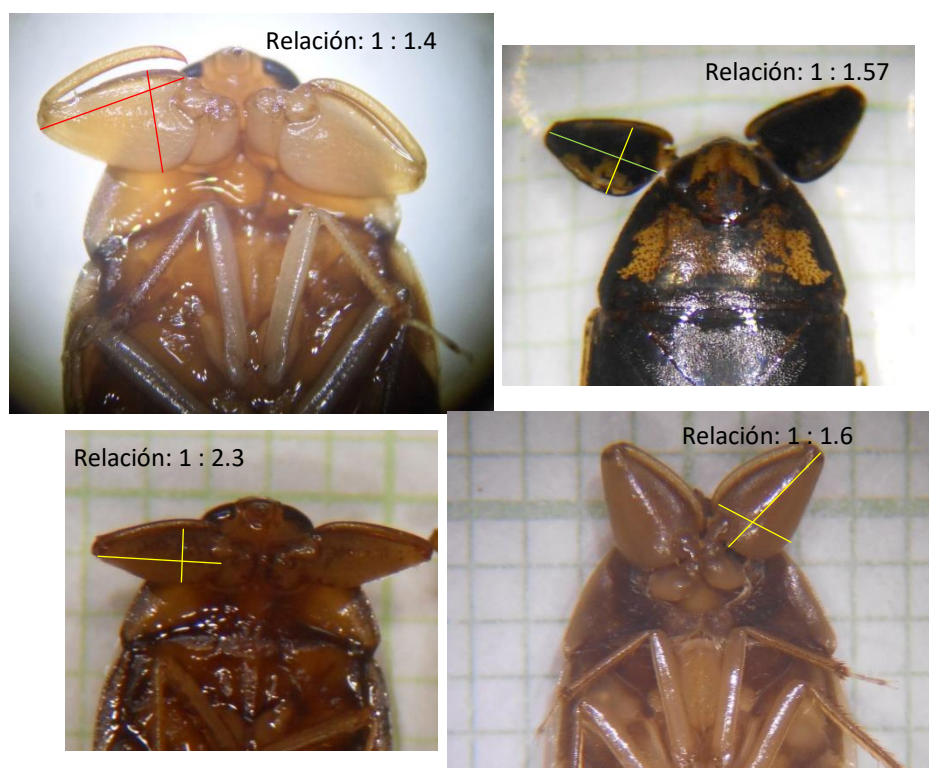 Relación: 1 : 1.4
Relación: 1 : 1.57
Relación: 1 : 2.3
Relación: 1 : 1.6